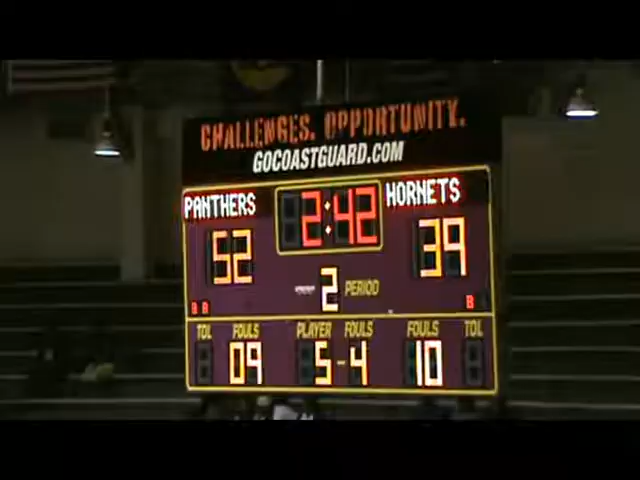 CHALLENGES. OPPORTUNITY.
GOCOASTGUARD.COM
PANTHERS 2:42 HORNETS
52 39
2 PERIOD
B B B
TOL FOULS PLAYER FOULS FOULS TOL
09 5-4 10